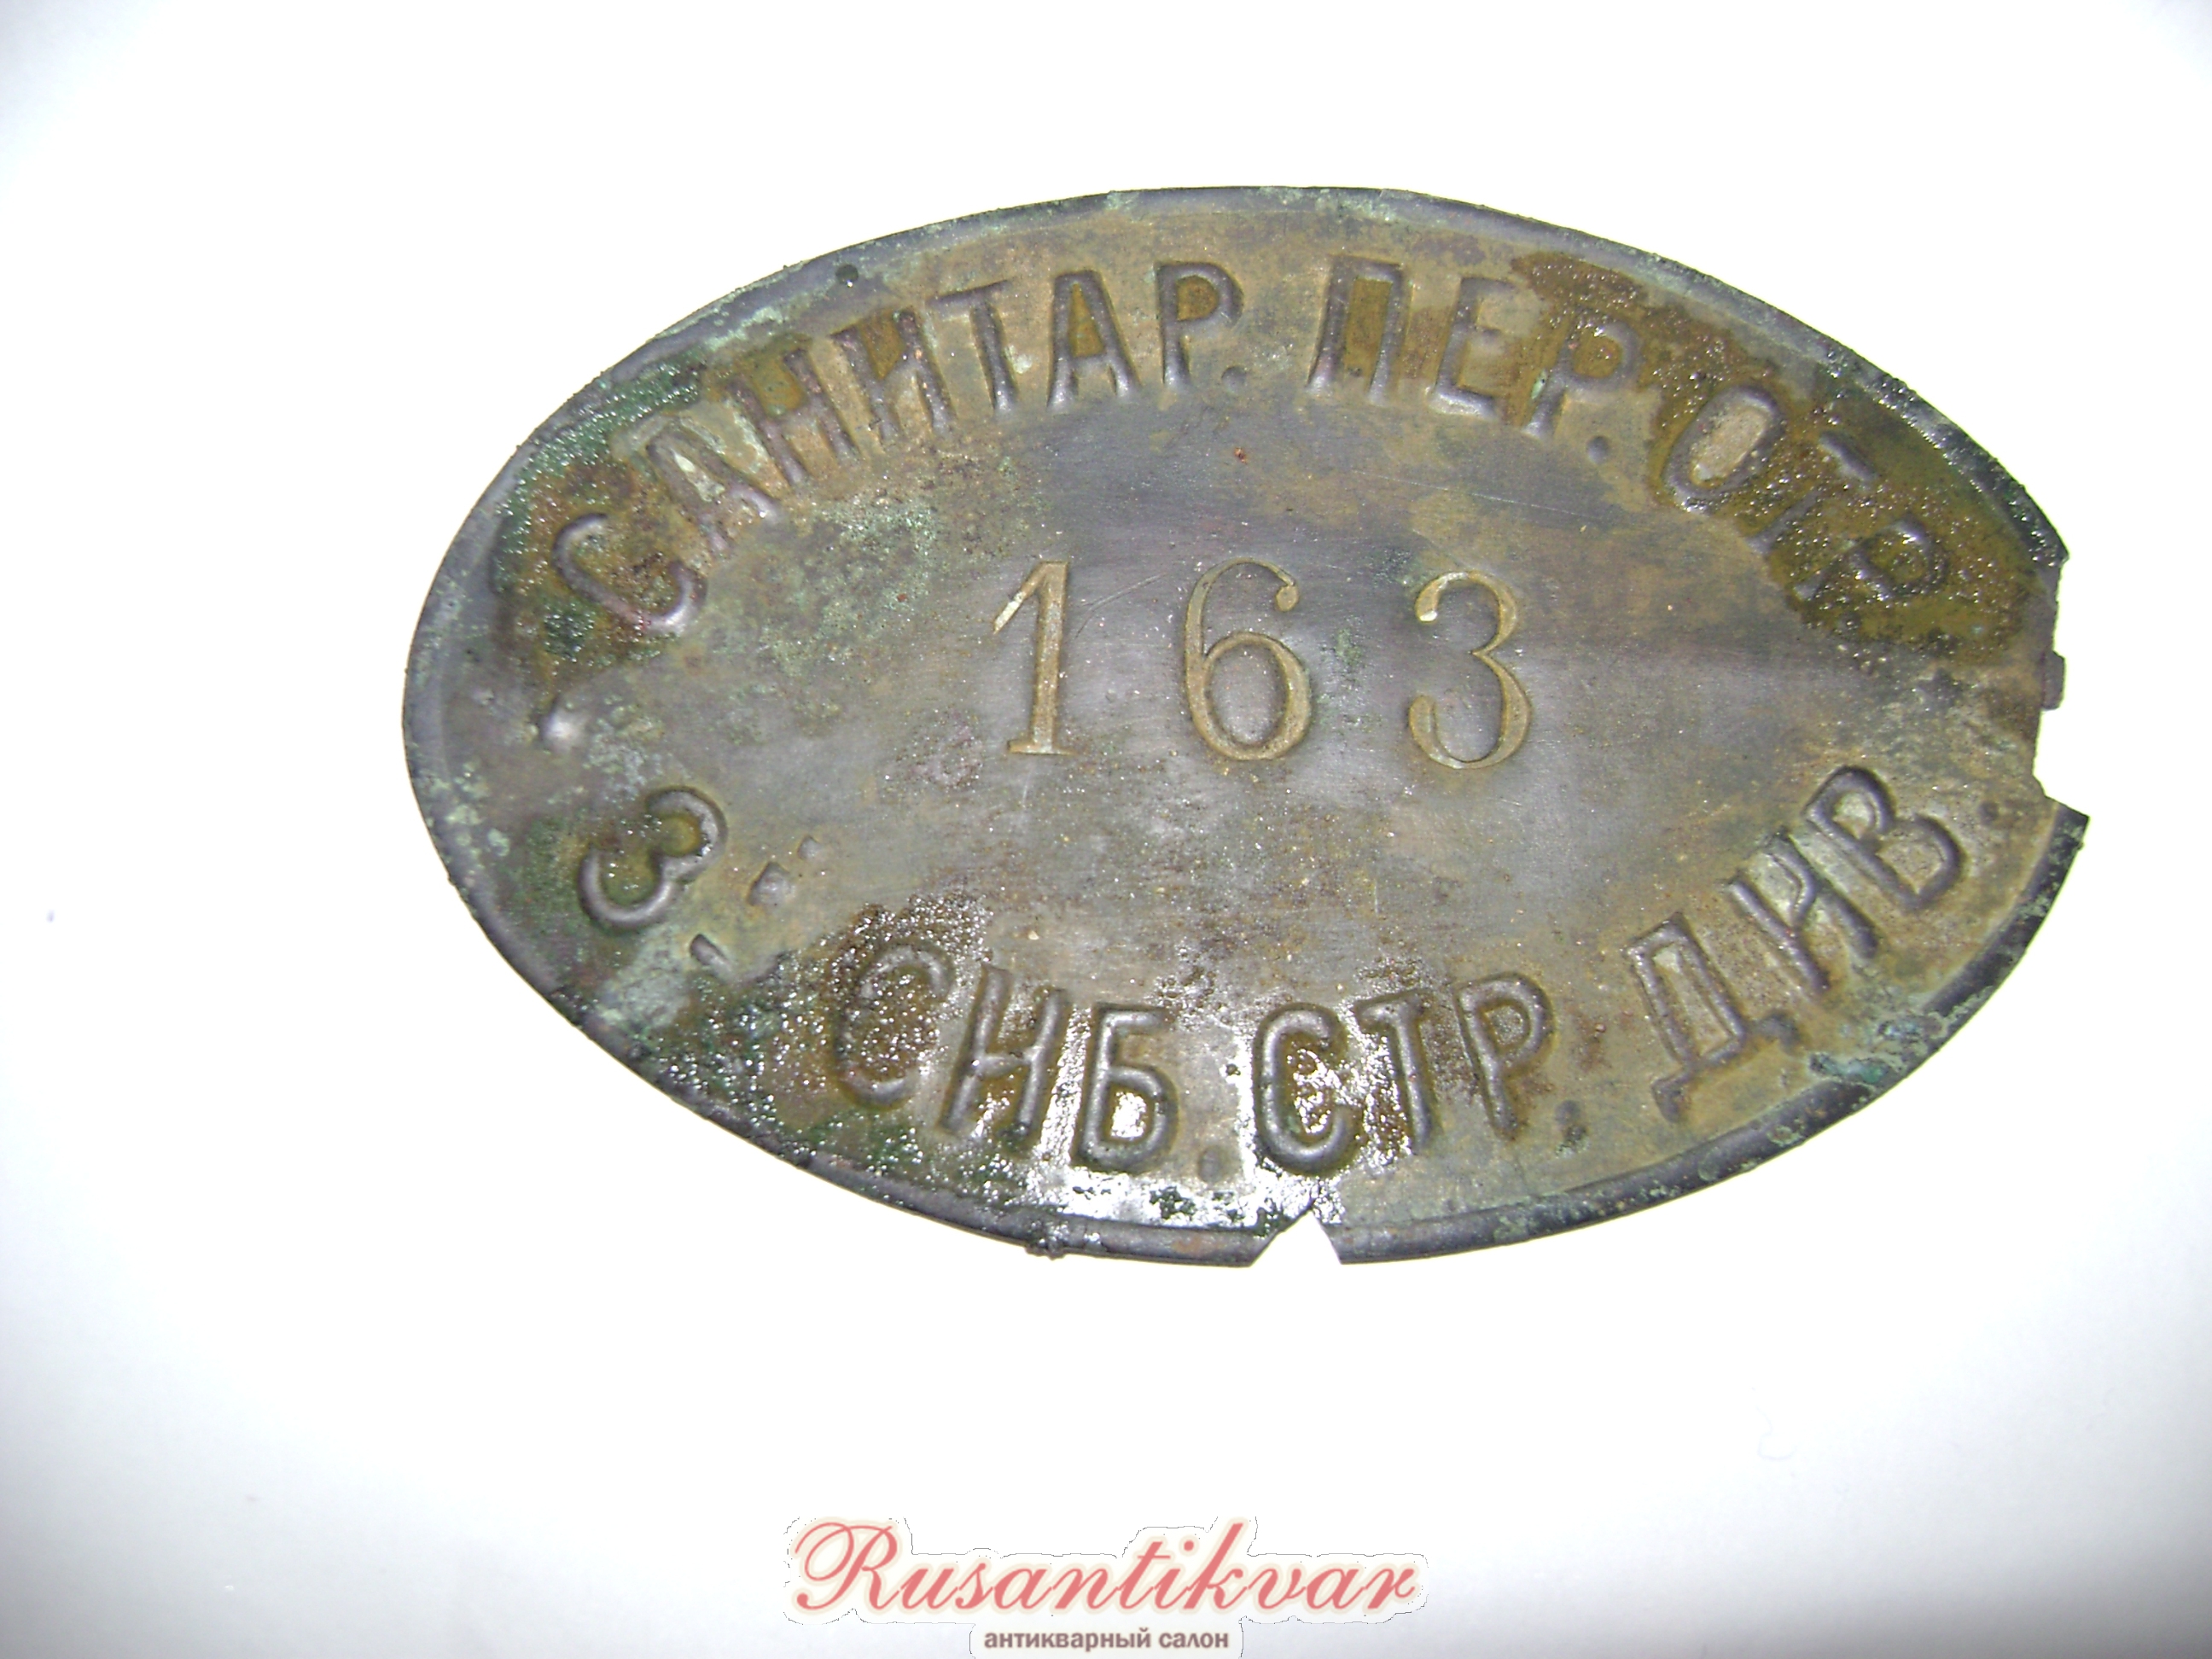 САНИТАР. ПЕР. ОТР.
163
3. СИБ. СТР. ДИВ.
Rusantikvar
антикварный салон